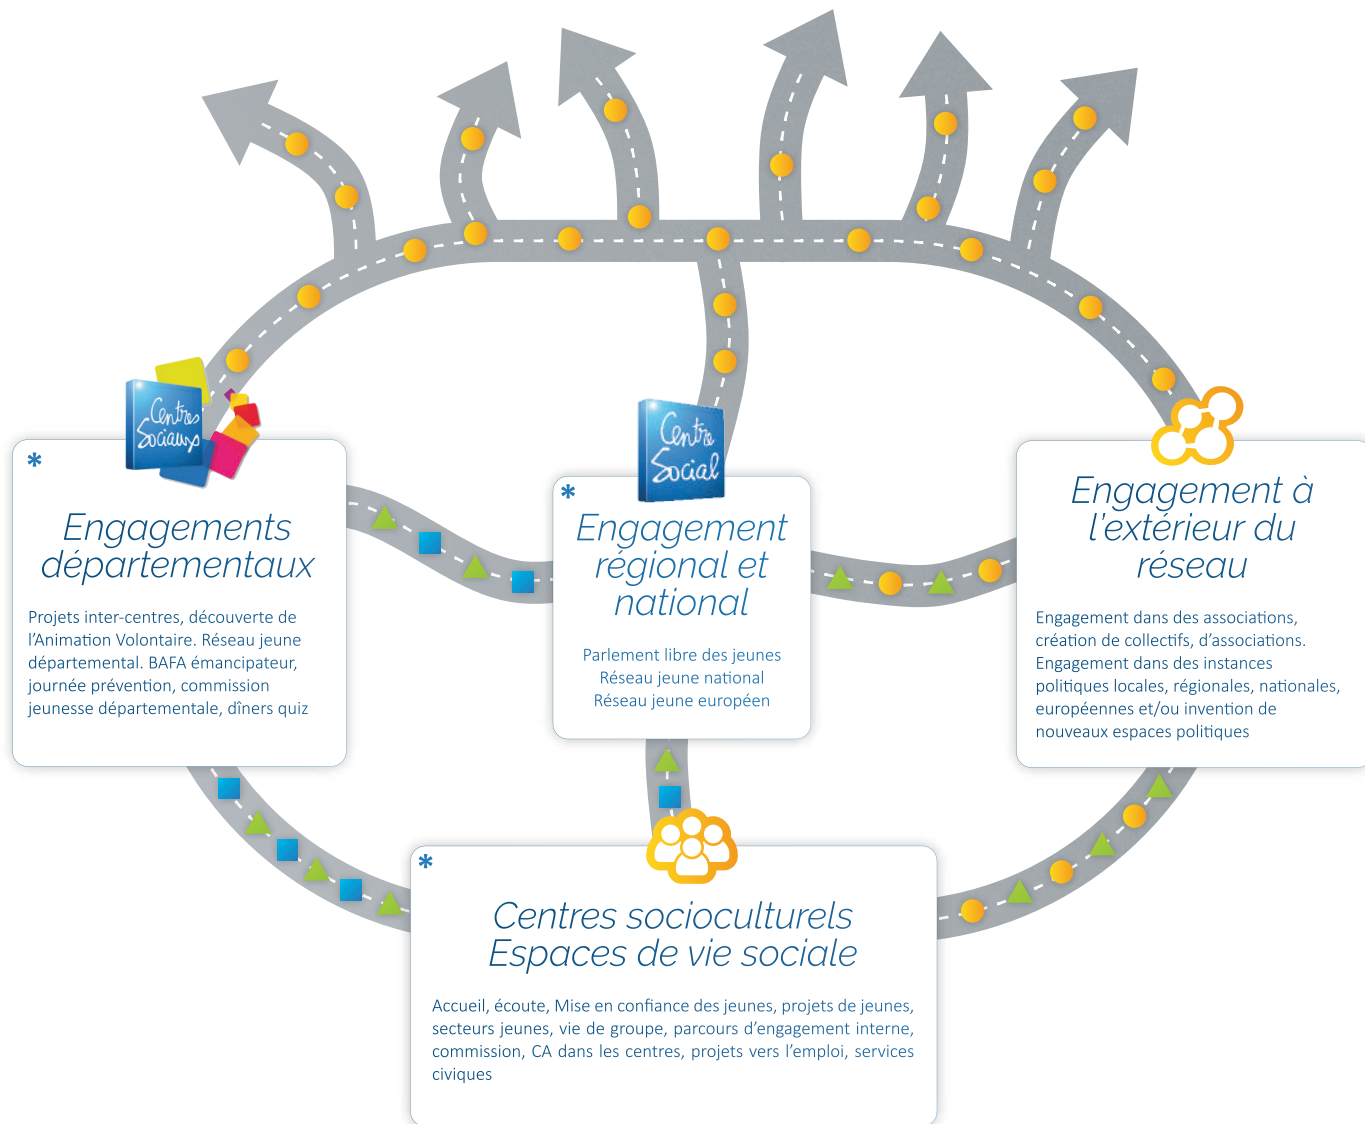 Centres
Sociaux
*
Engagements
départementaux
Projets inter-centres, découverte de
l’Animation Volontaire. Réseau jeune
départemental. BAFA émancipateur,
journée prévention, commission
jeunesse départementale, dîners quiz
Centre
Social
*
Engagement
régional et
national
Parlement libre des jeunes
Réseau jeune national
Réseau jeune européen
Engagement à
l’extérieur du
réseau
Engagement dans des associations,
création de collectifs, d’associations.
Engagement dans des instances
politiques locales, régionales, nationales,
européennes et/ou invention de
nouveaux espaces politiques
*
Centres socioculturels
Espaces de vie sociale
Accueil, écoute, Mise en confiance des jeunes, projets de jeunes,
secteurs jeunes, vie de groupe, parcours d’engagement interne,
commission, CA dans les centres, projets vers l’emploi, services
civiques